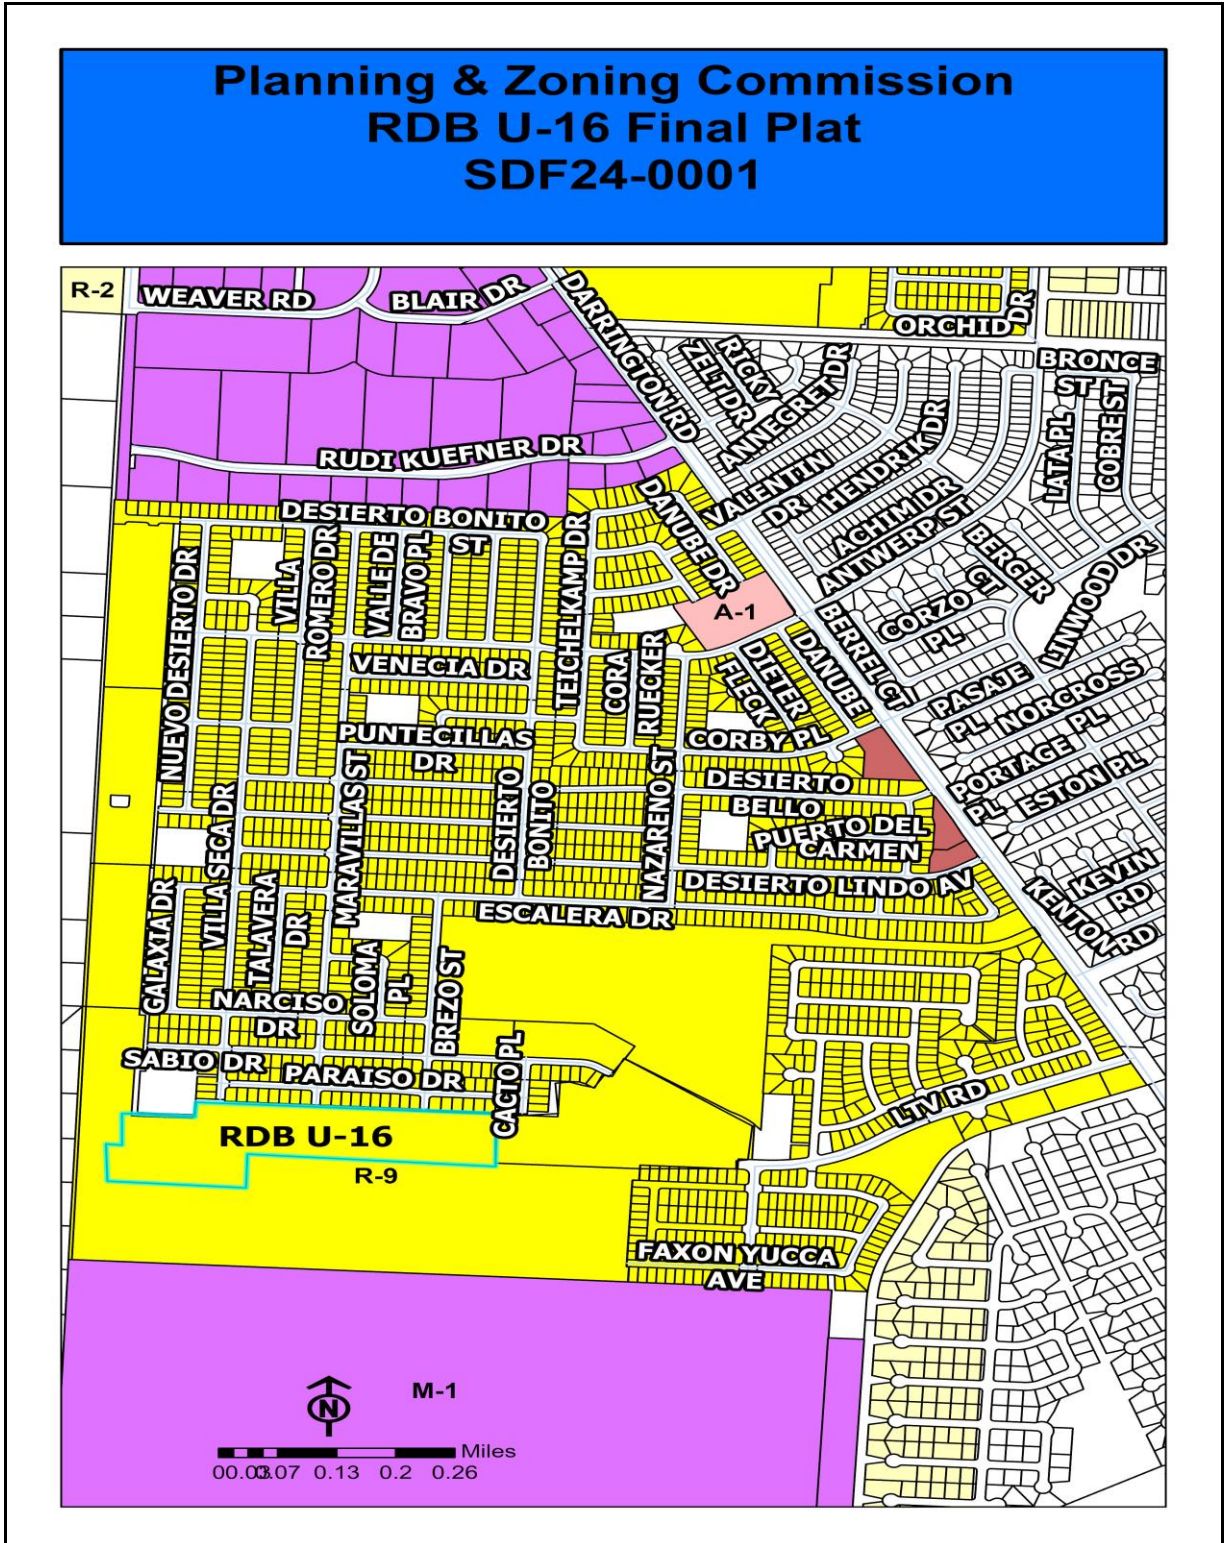 Planning & Zoning Commission
RDB U-16 Final Plat
SDF24-0001
R-2
WEAVER RD
BLAIR DR
DARRINGTON RD
ORCHID DR
BRONCE
ST
RICKY
ZELT DR
ANNEGRET DR
LATA PL
COBRE ST
RUDI KUEFNER DR
VALENTIN
DR
HENDRIK DR
ACHIM DR
ANTWERP ST
BERGER
CT
LINWOOD DR
DESIERTO BONITO
ST
DANUBE DR
NUEVO DESIERTO DR
VILLA
ROMERO DR
VALLE DE
BRAVO PL
TEICHELKAMP DR
A-1
CORZO
PL
BERREL CT
VENECIA DR
CORA
RUECKER
DIETER
FLECK
DANUBE
PASAJE
PL
NORCROSS
PORTAGE PL
PL
ESTON PL
PUNTECILLAS
DR
CORBY PL
DESIERTO
BELLO
PUERTO DEL
CARMEN
VILLA SECA DR
MARAVILLAS ST
DESIERTO
BONITO
NAZARENO ST
DESIERTO LINDO AV
KEVIN
RD
KENTON RD
ESCALERA DR
GALAXIA DR
TALAVERA
DR
SOLOMA
PL
BREZO ST
NARCISO
DR
SABIO DR
PARAISO DR
CACTO PL
LTV RD
RDB U-16
R-9
FAXON YUCCA
AVE
M-1
N
Miles
0 0.03 0.07 0.13 0.2 0.26